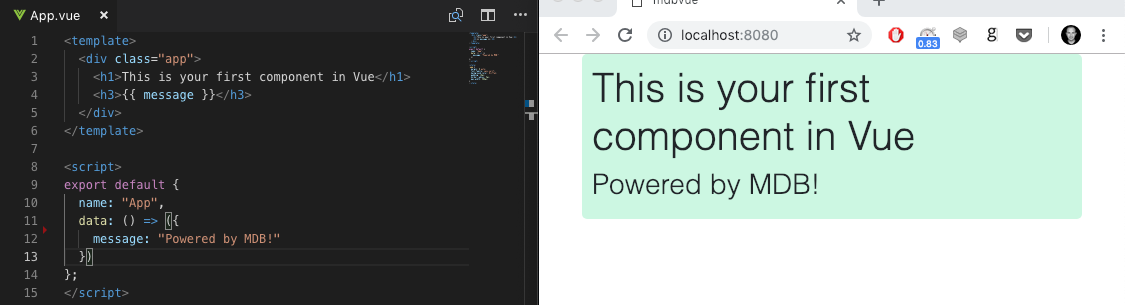 App.vue
1 <template>
2 <div class="app">
3 <h1>This is your first component in Vue</h1>
4 <h3>{{ message }}</h3>
5 </div>
6 </template>
7
8 <script>
9 export default {
10 name: "App",
11 data: () => ({
12 message: "Powered by MDB!"
13 })
14 };
15 </script>
mdbvue
localhost:8080
0.83
g
This is your first
component in Vue
Powered by MDB!